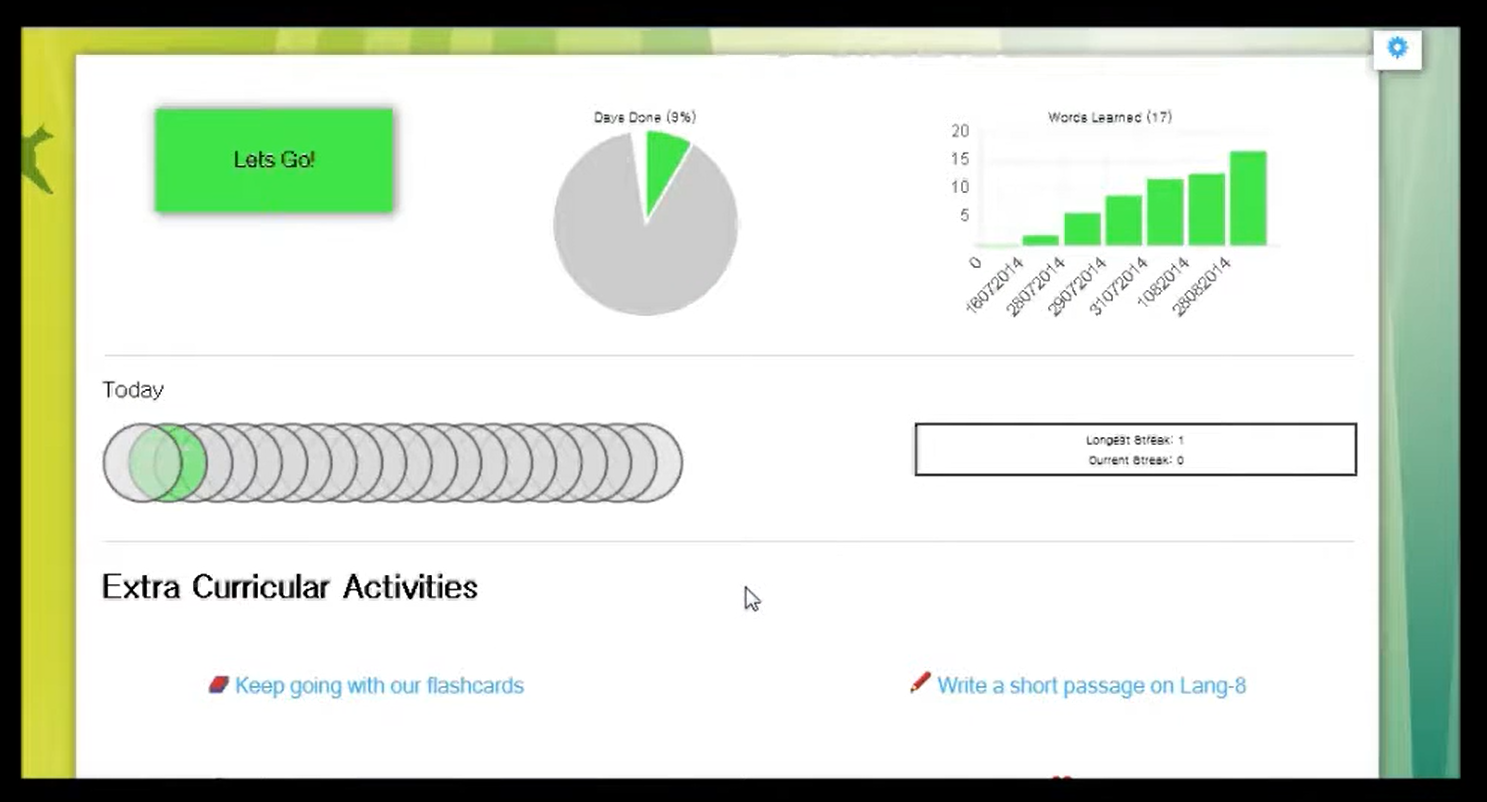 Lets Go!
Days Done (9%)
Words Learned (17)
20
15
10
5
0
16072014
28072014
29072014
31072014
1082014
28082014
Today
Longest Streak: 1
Current Streak: 0
Extra Curricular Activities
Keep going with our flashcards
Write a short passage on Lang-8